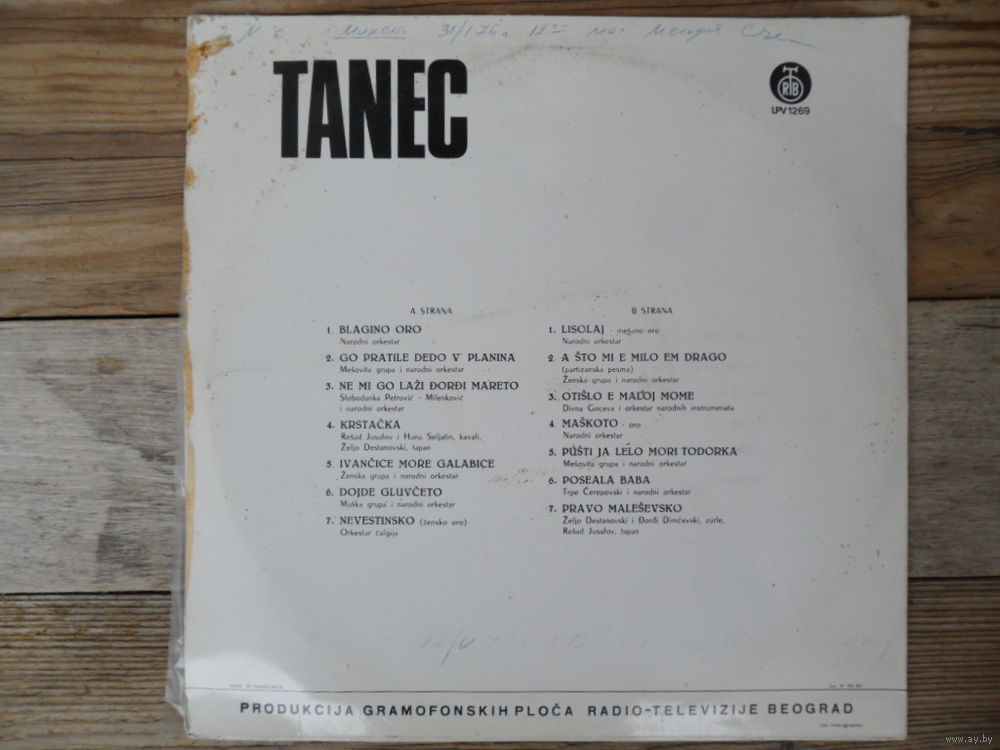 31/I 76
TANEC
RTB
LPV 1269
A STRANA
1. BLAGINO ORO
Narodni orkestar
2. GO PRATILE DEDO V' PLANINA
Mešovita grupa i narodni orkestar
3. NE MI GO LAŽI ĐORĐI MARETO
Slobodanka Petrović - Milenković
i narodni orkestar
4. KRSTAČKA
Rešad Jusufov i Huno Seljatin, kavali,
Željo Destanovski, tapan
5. IVANČICE MORE GALABICE
Ženska grupa i narodni orkestar
6. DOJDE GLUVČETO
Muška grupa i narodni orkestar
7. NEVESTINSKO (žensko oro)
Orkestar čalgija
B STRANA
1. LISOLAJ - mešano oro
Narodni orkestar
2. A ŠTO MI E MILO EM DRAGO
(partizanska pesma)
Ženska grupa i narodni orkestar
3. OTIŠLO E MALOJ MOME
Divna Goceva i orkestar narodnih instrumenata
4. MAŠKOTO - oro
Narodni orkestar
5. PUŠTI JA LELO MORI TODORKA
Mešovita grupa i narodni orkestar
6. POSEALA BABA
Trpe Čerepovski i narodni orkestar
7. PRAVO MALEŠEVSKO
Željo Destanovski i Đorđi Dimčevski, zurle,
Rešad Jusufov, tapan
MADE IN YUGOSLAVIA
PRODUKCIJA GRAMOFONSKIH PLOČA RADIO-TELEVIZIJE BEOGRAD
www.ay.by